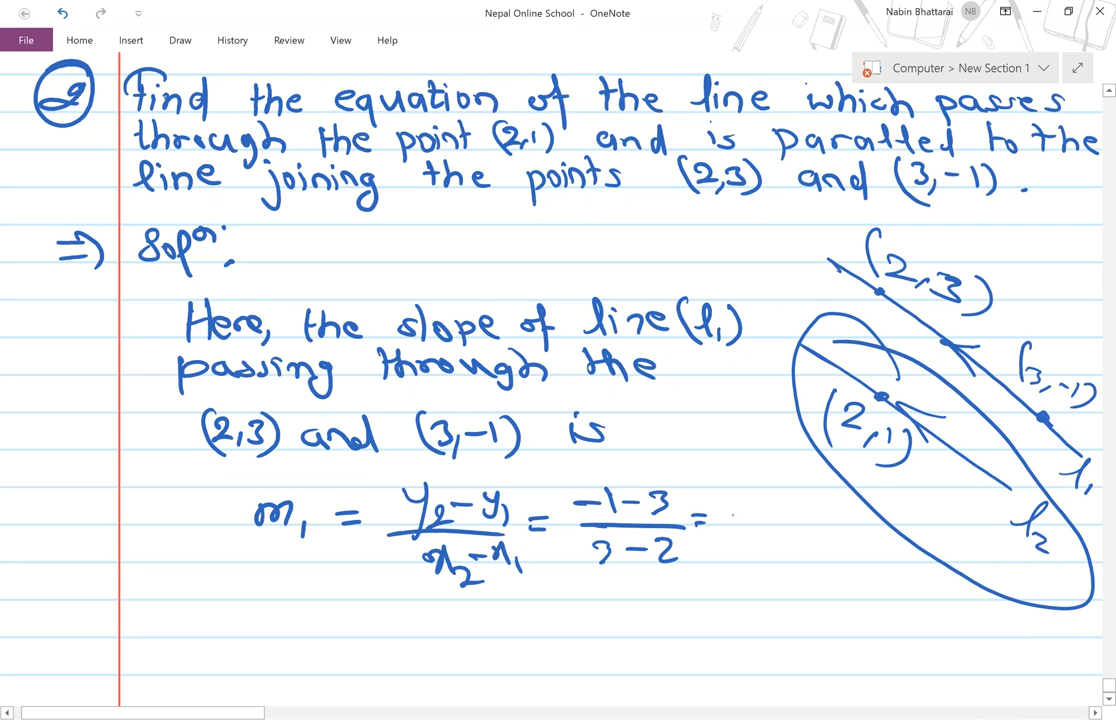 Nepal Online School - OneNote
Nabin Bhattarai NB
File Home Insert Draw History Review View Help
Computer > New Section 1
2 Find the equation of the line which passes
through the point (2,1) and is parallel to the
line joining the points (2,3) and (3,-1).
⇒ Solⁿ:
(2,3)
Here, the slope of line (l₁)
passing through the
(3,-1)
(2,1)
(2,3) and (3,-1) is
l₁
m₁ = y₂-y₁/x₂-x₁ = -1-3/3-2 =
l₂